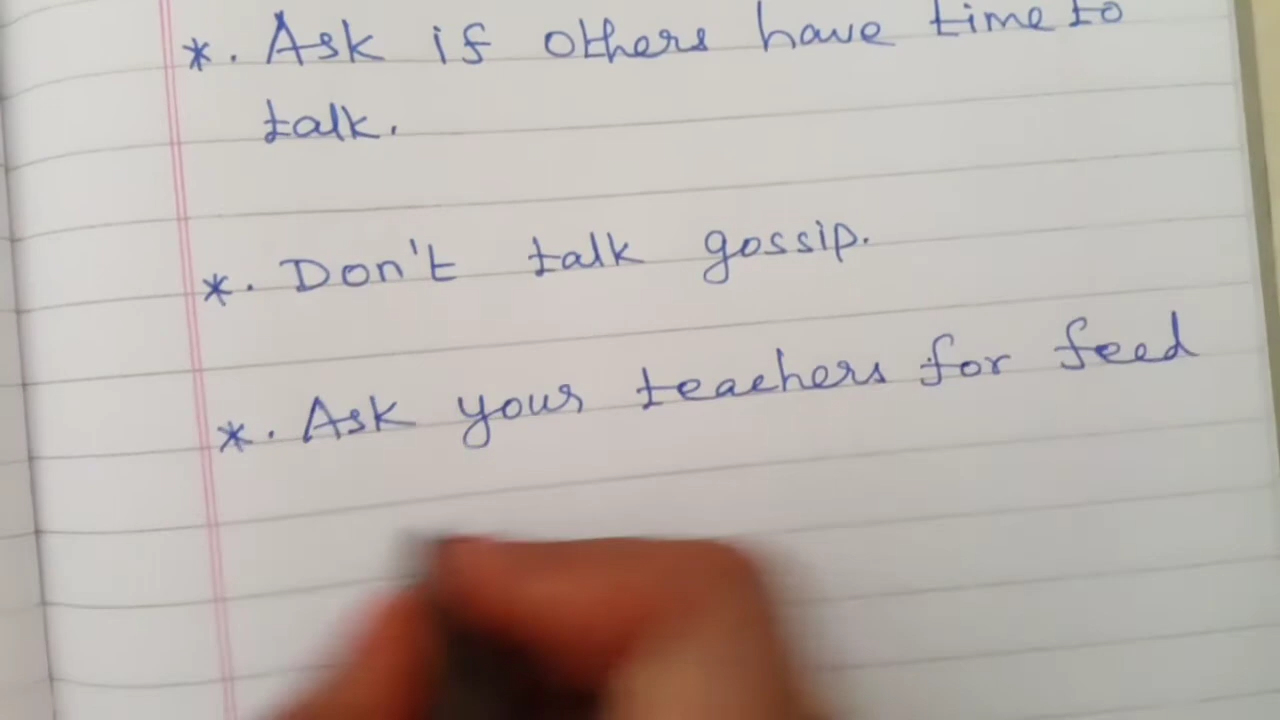 *. Ask if others have time to
talk.
*. Don't talk gossip.
*. Ask your teachers for feed